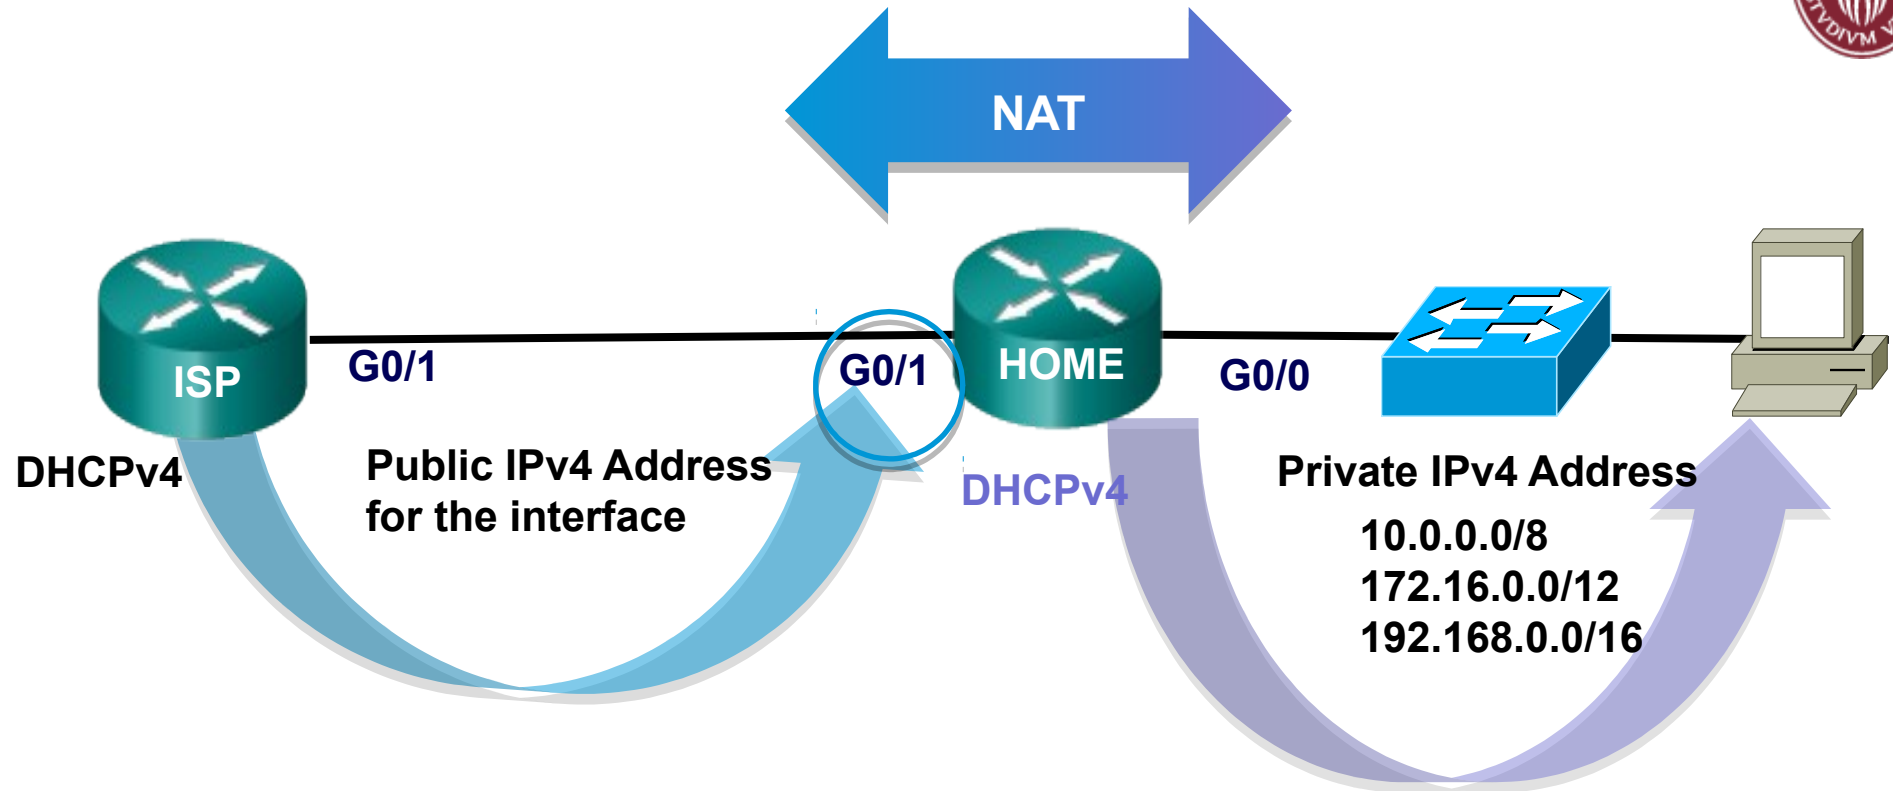 STVDIVM V
NAT
ISP
G0/1
G0/1
HOME
G0/0
DHCPv4
Public IPv4 Address
for the interface
DHCPv4
Private IPv4 Address
10.0.0.0/8
172.16.0.0/12
192.168.0.0/16